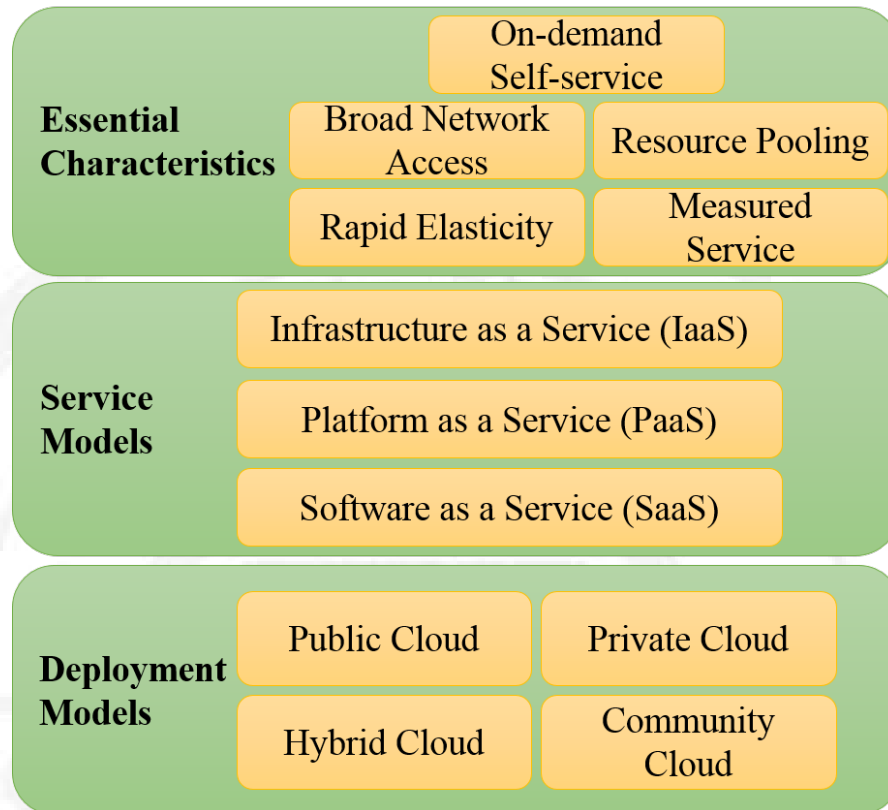 Essential
Characteristics
On-demand
Self-service
Broad Network
Access
Resource Pooling
Rapid Elasticity
Measured
Service
Service
Models
Infrastructure as a Service (IaaS)
Platform as a Service (PaaS)
Software as a Service (SaaS)
Deployment
Models
Public Cloud
Private Cloud
Hybrid Cloud
Community
Cloud